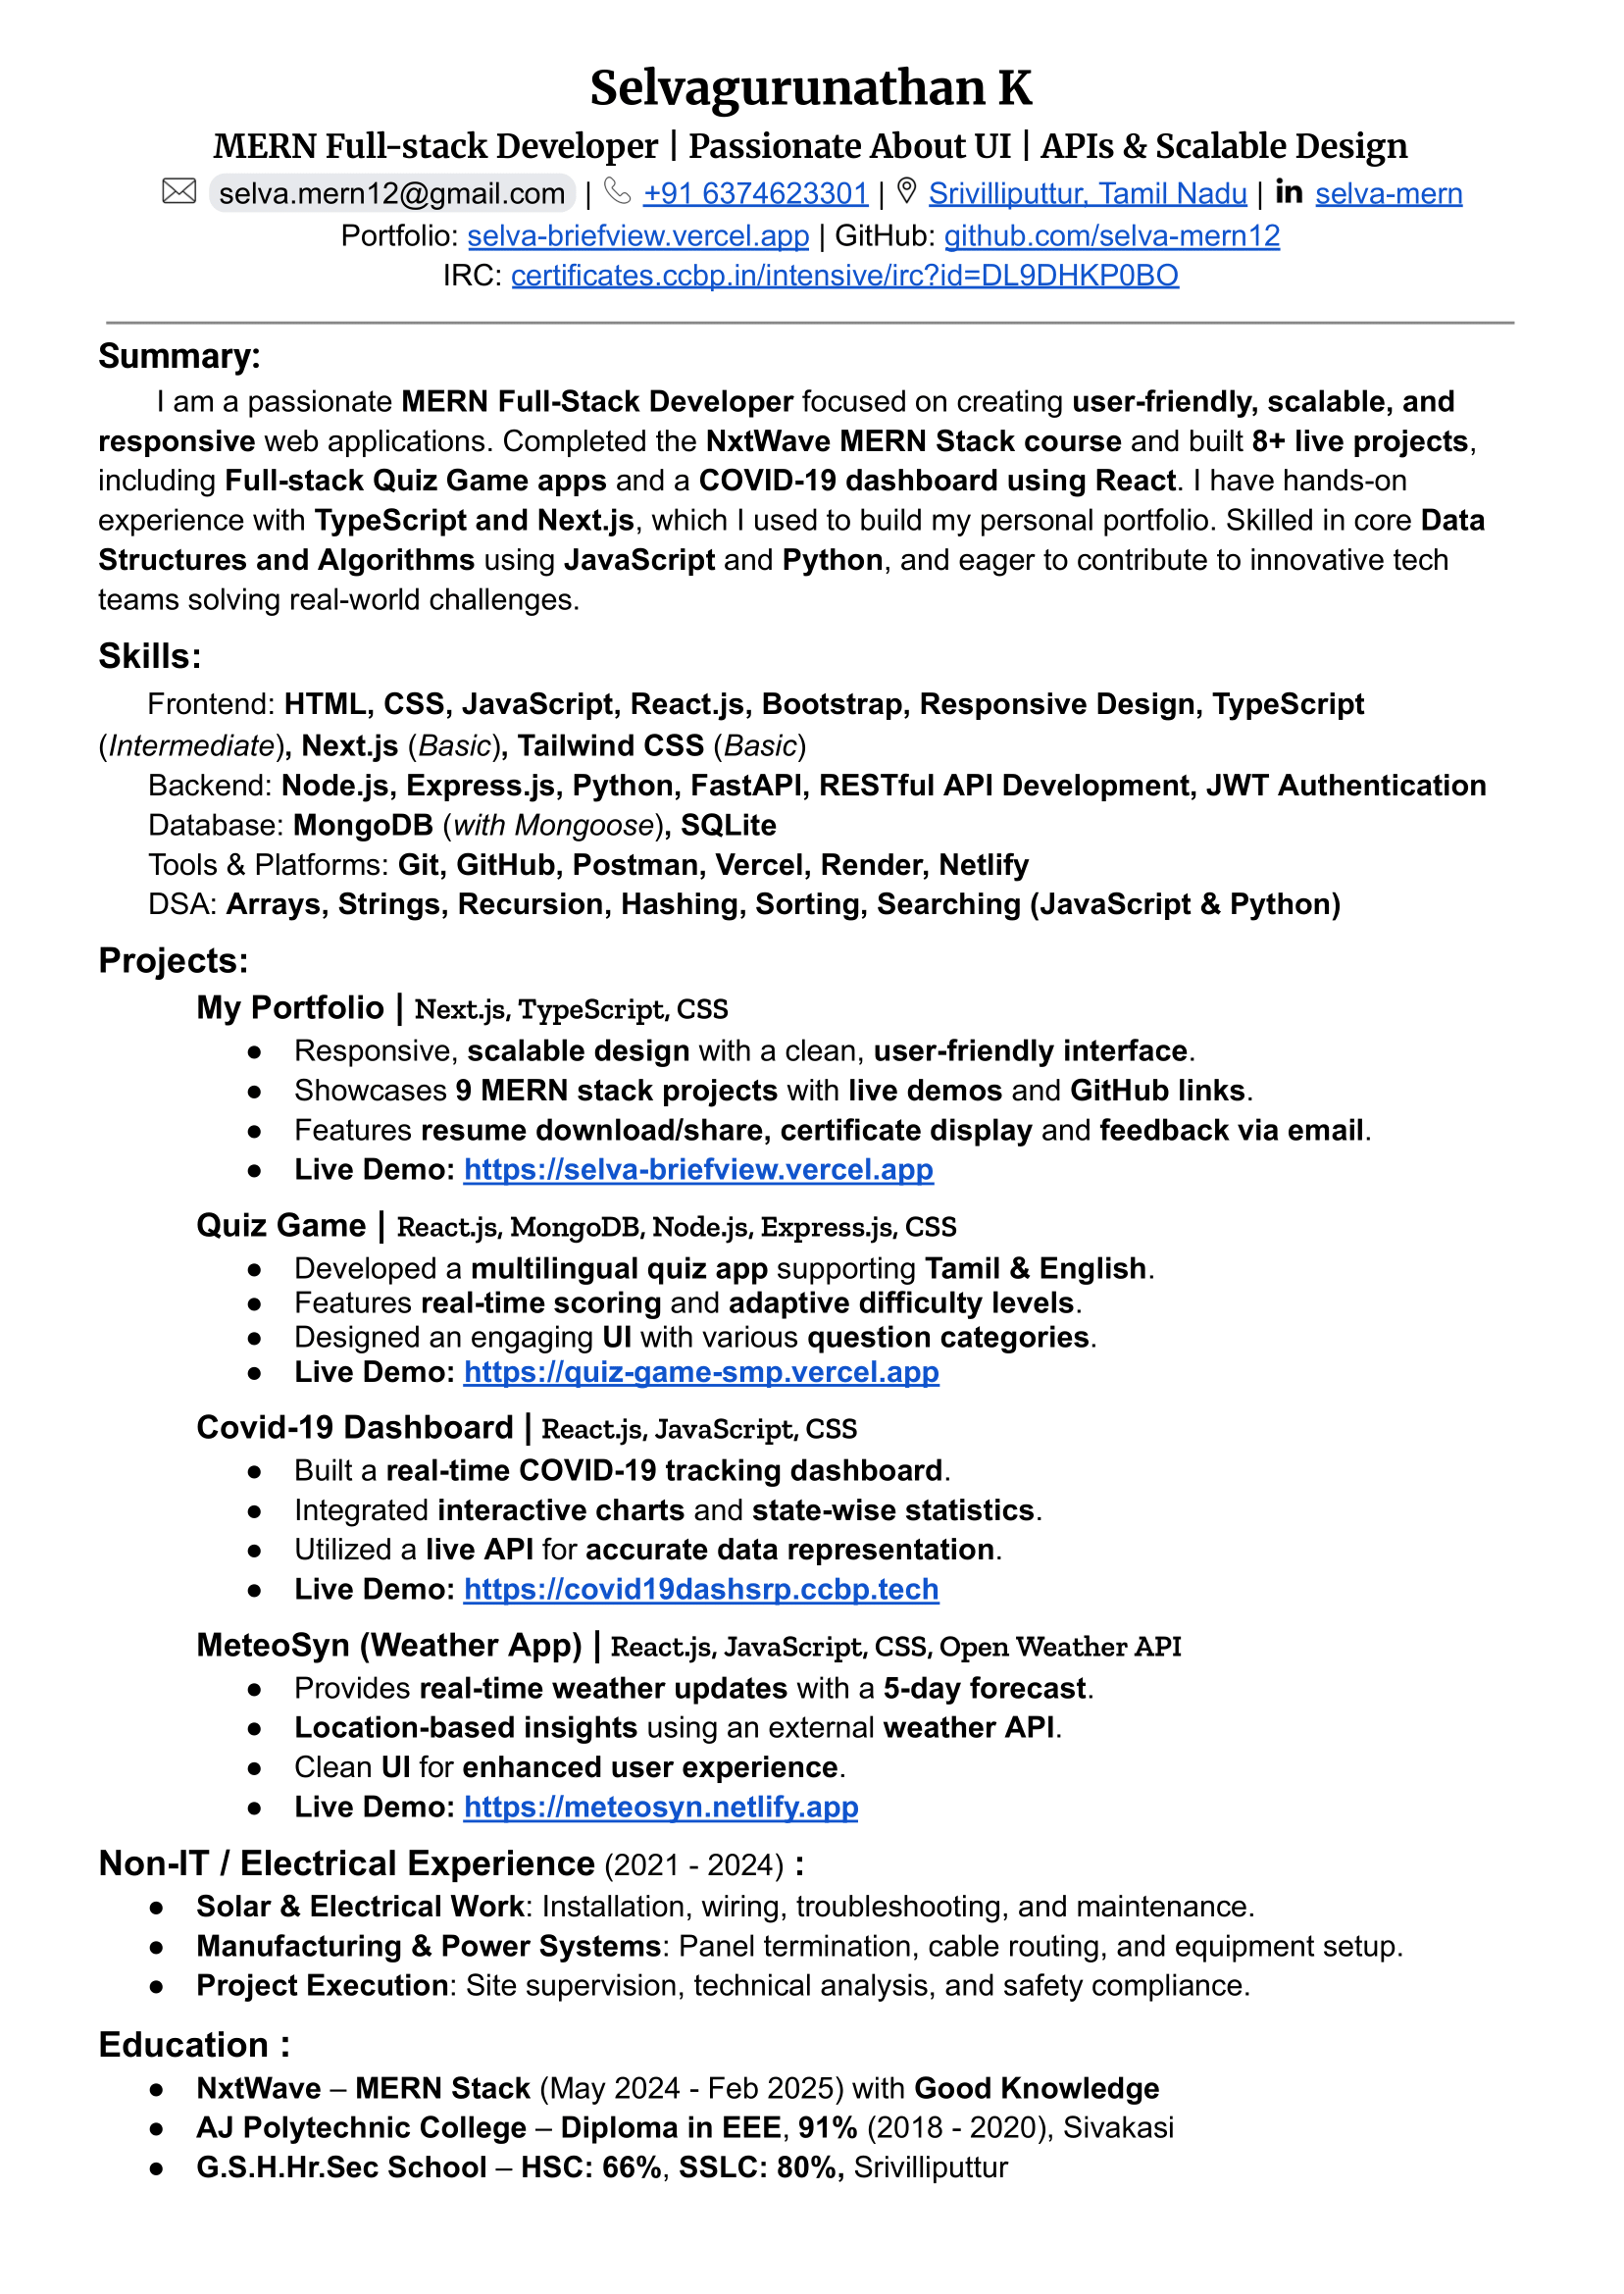 Selvagurunathan K
MERN Full-stack Developer | Passionate About UI | APIs & Scalable Design
selva.mern12@gmail.com | +91 6374623301 | Srivilliputtur, Tamil Nadu | in selva-mern
Portfolio: selva-briefview.vercel.app | GitHub: github.com/selva-mern12
IRC: certificates.ccbp.in/intensive/irc?id=DL9DHKP0BO
Summary:
I am a passionate MERN Full-Stack Developer focused on creating user-friendly, scalable, and
responsive web applications. Completed the NxtWave MERN Stack course and built 8+ live projects,
including Full-stack Quiz Game apps and a COVID-19 dashboard using React. I have hands-on
experience with TypeScript and Next.js, which I used to build my personal portfolio. Skilled in core Data
Structures and Algorithms using JavaScript and Python, and eager to contribute to innovative tech
teams solving real-world challenges.
Skills:
Frontend: HTML, CSS, JavaScript, React.js, Bootstrap, Responsive Design, TypeScript
(Intermediate), Next.js (Basic), Tailwind CSS (Basic)
Backend: Node.js, Express.js, Python, FastAPI, RESTful API Development, JWT Authentication
Database: MongoDB (with Mongoose), SQLite
Tools & Platforms: Git, GitHub, Postman, Vercel, Render, Netlify
DSA: Arrays, Strings, Recursion, Hashing, Sorting, Searching (JavaScript & Python)
Projects:
My Portfolio | Next.js, TypeScript, CSS
● Responsive, scalable design with a clean, user-friendly interface.
● Showcases 9 MERN stack projects with live demos and GitHub links.
● Features resume download/share, certificate display and feedback via email.
● Live Demo: https://selva-briefview.vercel.app
Quiz Game | React.js, MongoDB, Node.js, Express.js, CSS
● Developed a multilingual quiz app supporting Tamil & English.
● Features real-time scoring and adaptive difficulty levels.
● Designed an engaging UI with various question categories.
● Live Demo: https://quiz-game-smp.vercel.app
Covid-19 Dashboard | React.js, JavaScript, CSS
● Built a real-time COVID-19 tracking dashboard.
● Integrated interactive charts and state-wise statistics.
● Utilized a live API for accurate data representation.
● Live Demo: https://covid19dashsrp.ccbp.tech
MeteoSyn (Weather App) | React.js, JavaScript, CSS, Open Weather API
● Provides real-time weather updates with a 5-day forecast.
● Location-based insights using an external weather API.
● Clean UI for enhanced user experience.
● Live Demo: https://meteosyn.netlify.app
Non-IT / Electrical Experience (2021 - 2024) :
● Solar & Electrical Work: Installation, wiring, troubleshooting, and maintenance.
● Manufacturing & Power Systems: Panel termination, cable routing, and equipment setup.
● Project Execution: Site supervision, technical analysis, and safety compliance.
Education :
● NxtWave – MERN Stack (May 2024 - Feb 2025) with Good Knowledge
● AJ Polytechnic College – Diploma in EEE, 91% (2018 - 2020), Sivakasi
● G.S.H.Hr.Sec School – HSC: 66%, SSLC: 80%, Srivilliputtur